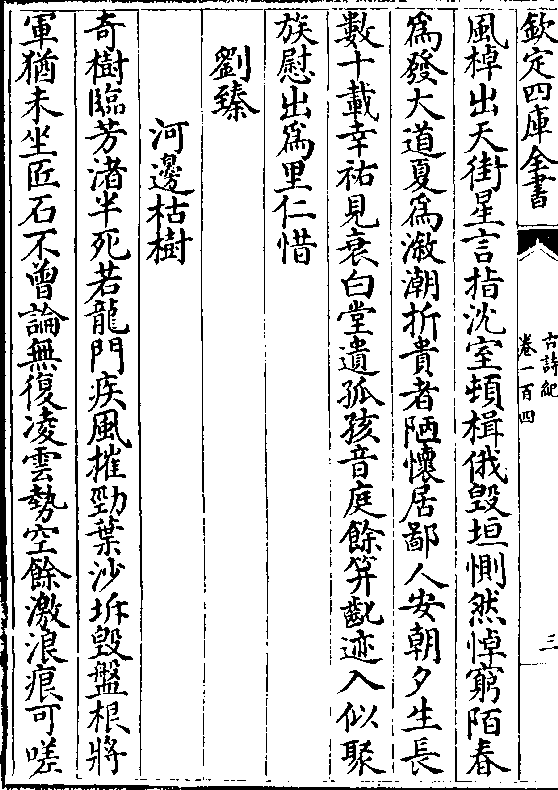 欽定四庫全書
古詩紀
卷一百四
三
風棹出天街星言指沈室頓楫俄毀垣惻然悼窮陌春
為發大道夏為激潮折貴者陋懷居鄙人安朝夕生長
數十載幸祐見衰白堂遺孤孩音庭餘笄齓迹入似聚
族慰出為里仁惜
劉臻
河邊枯樹
奇樹臨芳渚半死若龍門疾風摧勁葉沙坼毀盤根將
軍猶未坐匠石不曾論無復凌雲勢空餘激浪痕可嗟